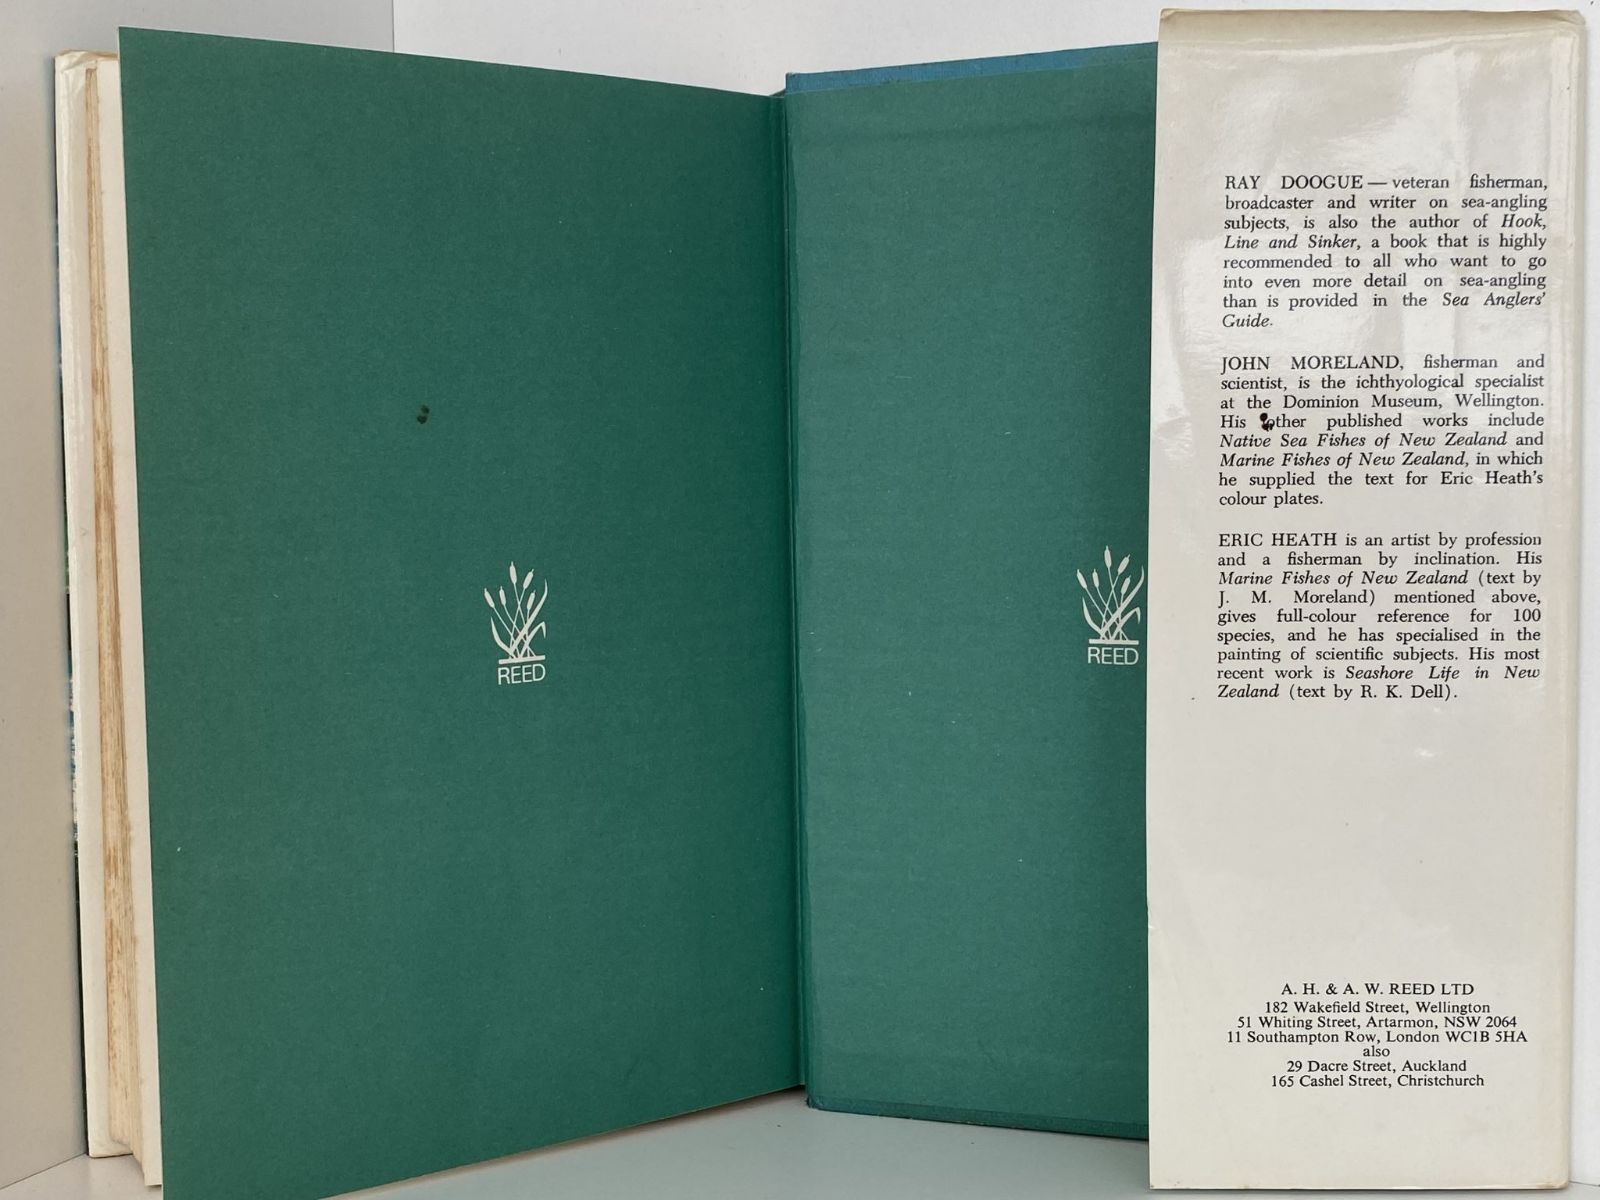 REED
REED
RAY DOOGUE — veteran fisherman,
broadcaster and writer on sea-angling
subjects, is also the author of Hook,
Line and Sinker, a book that is highly
recommended to all who want to go
into even more detail on sea-angling
than is provided in the Sea Anglers'
Guide.
JOHN MORELAND, fisherman and
scientist, is the ichthyological specialist
at the Dominion Museum, Wellington.
His other published works include
Native Sea Fishes of New Zealand and
Marine Fishes of New Zealand, in which
he supplied the text for Eric Heath's
colour plates.
ERIC HEATH is an artist by profession
and a fisherman by inclination. His
Marine Fishes of New Zealand (text by
J. M. Moreland) mentioned above,
gives full-colour reference for 100
species, and he has specialised in the
painting of scientific subjects. His most
recent work is Seashore Life in New
Zealand (text by R. K. Dell).
A. H. & A. W. REED LTD
182 Wakefield Street, Wellington
51 Whiting Street, Artarmon, NSW 2064
11 Southampton Row, London WC1B 5HA
also
29 Dacre Street, Auckland
165 Cashel Street, Christchurch